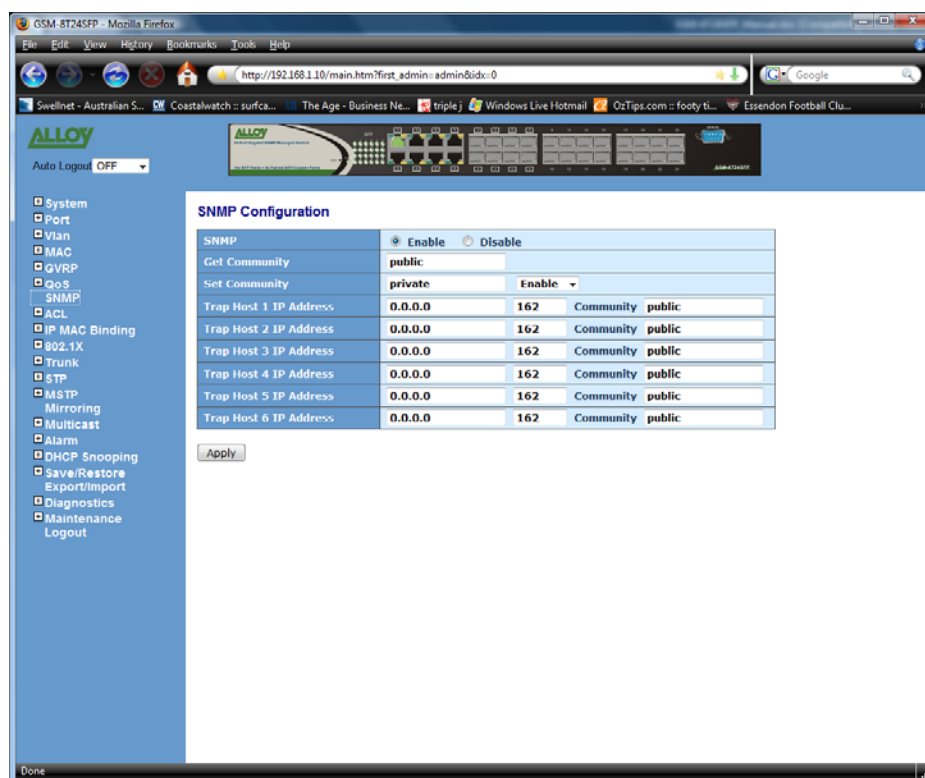 GSM-8T24SFP - Mozilla Firefox
File Edit View History Bookmarks Tools Help
http://192.168.1.10/main.htm?first_admin=admin&idx=0
Google
Swellnet - Australian S... Coastalwatch :: surfca... The Age - Business Ne... triple j Windows Live Hotmail OzTips.com :: footy ti... Essendon Football Clu...
ALLOY
ALLOY
GSM-8T24SFP
Auto Logout OFF
System
Port
Vlan
MAC
GVRP
QoS
SNMP
ACL
IP MAC Binding
802.1X
Trunk
STP
MSTP
Mirroring
Multicast
Alarm
DHCP Snooping
Save/Restore
Export/Import
Diagnostics
Maintenance
Logout
SNMP Configuration
SNMP Enable Disable
Get Community public
Set Community private Enable
Trap Host 1 IP Address 0.0.0.0 162 Community public
Trap Host 2 IP Address 0.0.0.0 162 Community public
Trap Host 3 IP Address 0.0.0.0 162 Community public
Trap Host 4 IP Address 0.0.0.0 162 Community public
Trap Host 5 IP Address 0.0.0.0 162 Community public
Trap Host 6 IP Address 0.0.0.0 162 Community public
Apply
Done